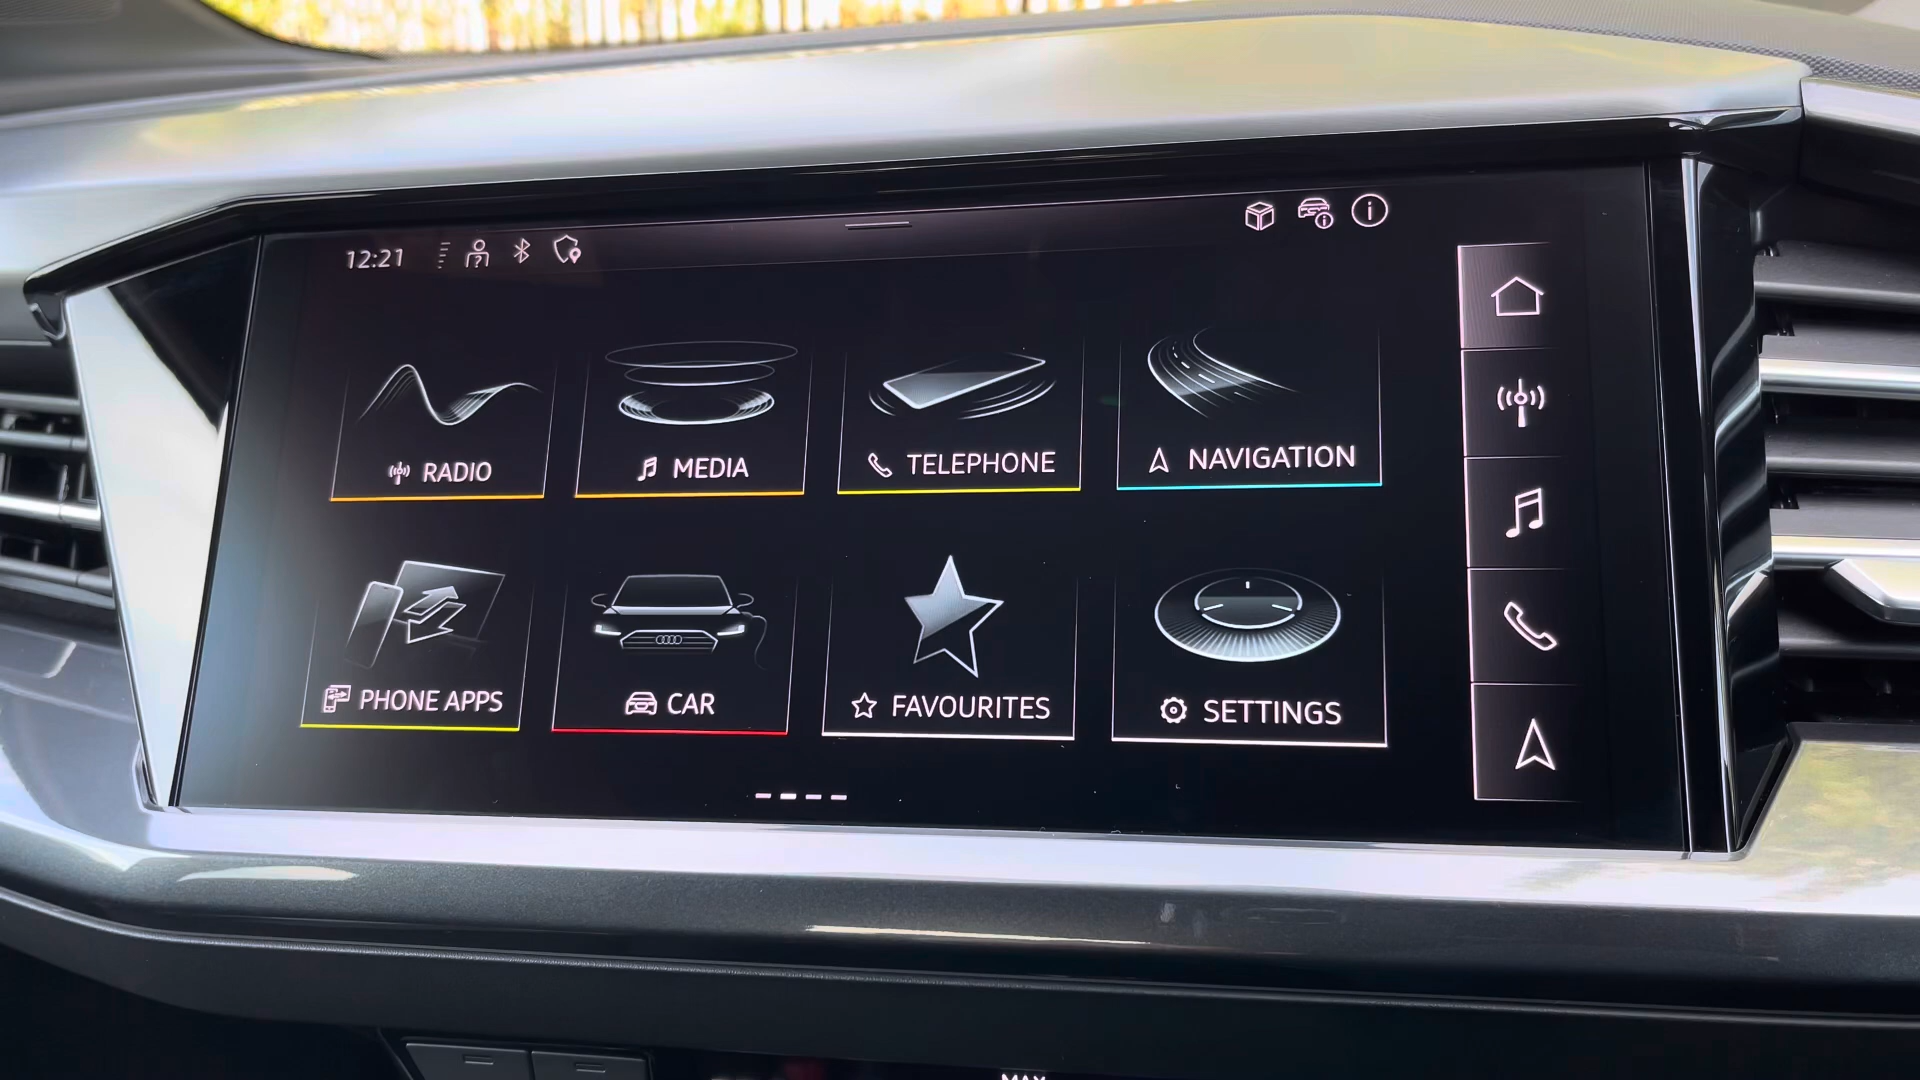 12:21
RADIO
MEDIA
TELEPHONE
NAVIGATION
PHONE APPS
CAR
FAVOURITES
SETTINGS
MAX